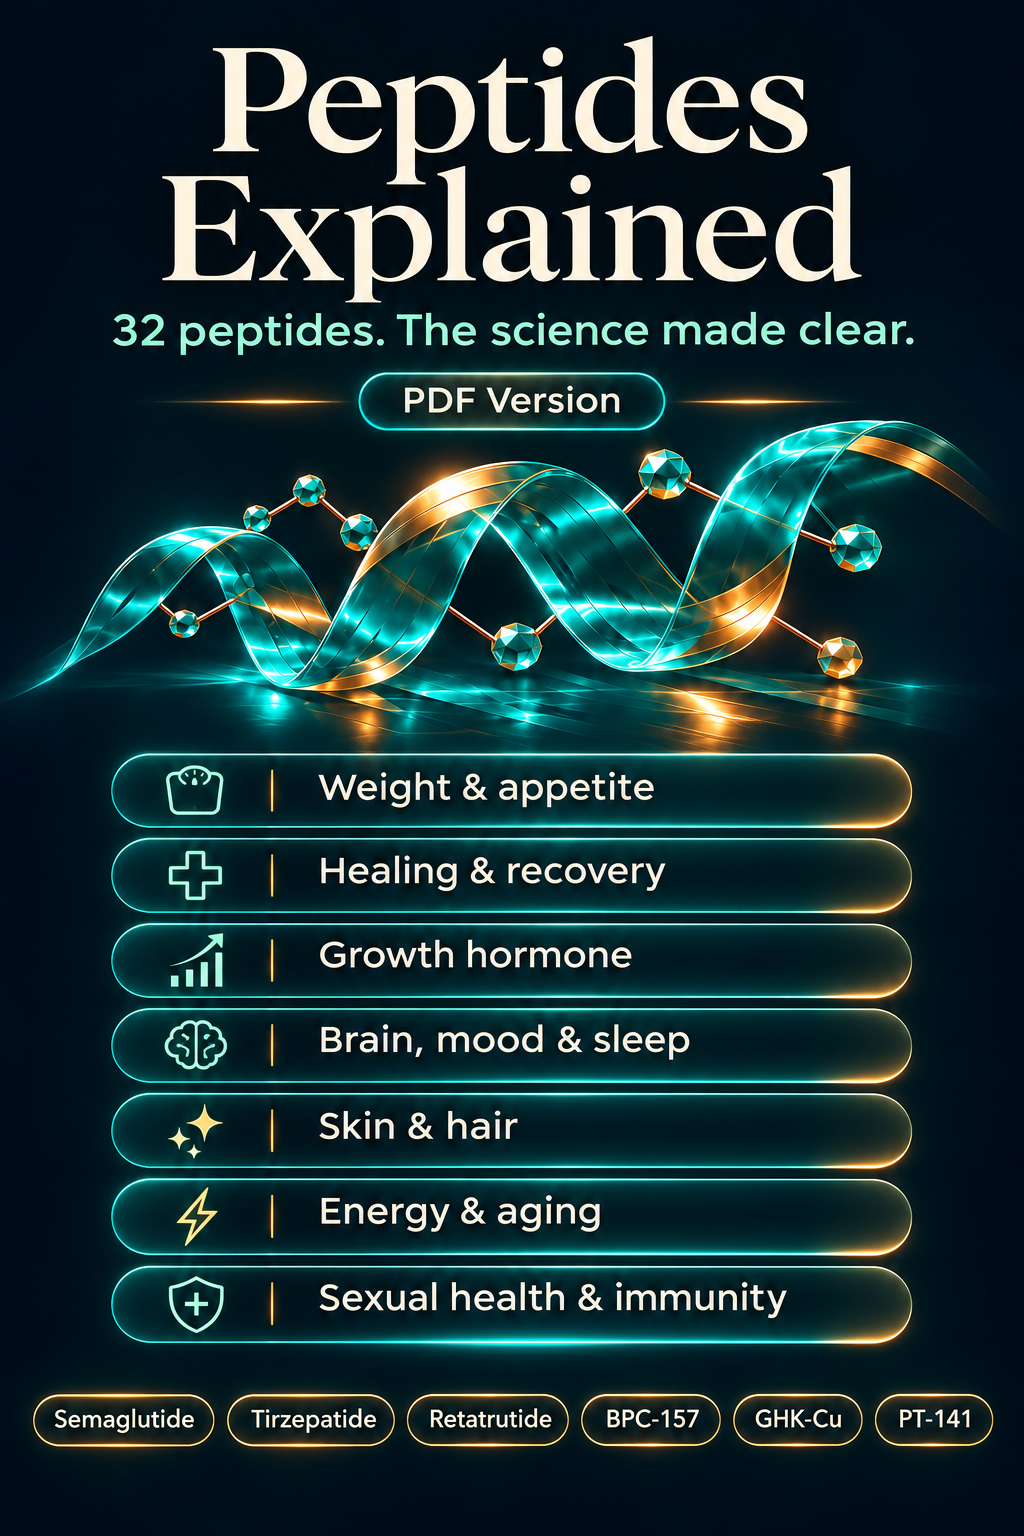 Peptides
Explained
32 peptides. The science made clear.
PDF Version
Weight & appetite
Healing & recovery
Growth hormone
Brain, mood & sleep
Skin & hair
Energy & aging
Sexual health & immunity
Semaglutide Tirzepatide Retatrutide BPC-157 GHK-Cu PT-141